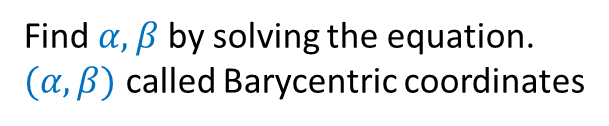 Find α, β by solving the equation.
(α, β) called Barycentric coordinates